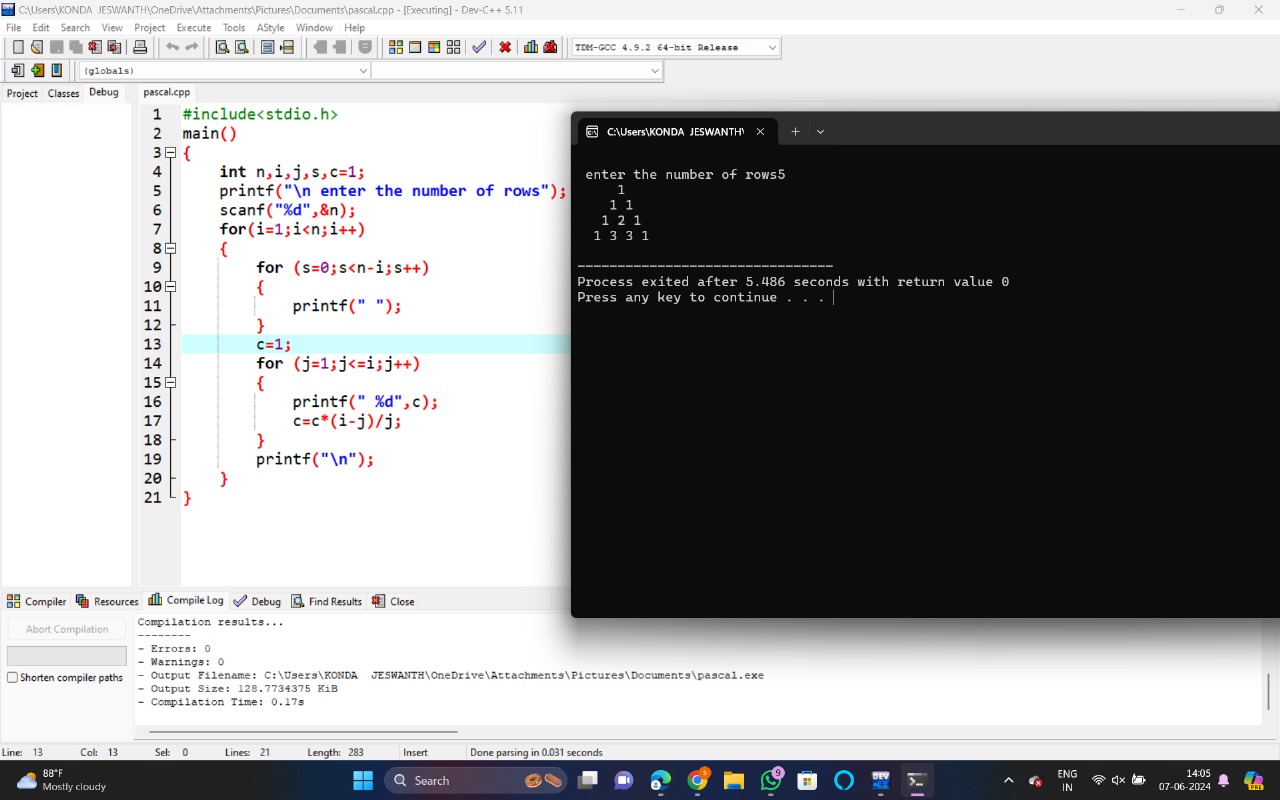 C:\Users\KONDA JESWANTH\OneDrive\Attachments\Pictures\Documents\pascal.cpp - [Executing] - Dev-C++ 5.11
File Edit Search View Project Execute Tools AStyle Window Help
TDM-GCC 4.9.2 64-bit Release
(globals)
Project Classes Debug
pascal.cpp
1 #include<stdio.h>
2 main()
3 {
4 int n,i,j,s,c=1;
5 printf("\n enter the number of rows");
6 scanf("%d",&n);
7 for(i=1;i<n;i++)
8 {
9 for (s=0;s<n-i;s++)
10 {
11 printf(" ");
12 }
13 c=1;
14 for (j=1;j<=i;j++)
15 {
16 printf(" %d",c);
17 c=c*(i-j)/j;
18 }
19 printf("\n");
20 }
21 }
C:\Users\KONDA JESWANTH\
enter the number of rows5
1
1 1
1 2 1
1 3 3 1
--------------------------------
Process exited after 5.486 seconds with return value 0
Press any key to continue . . .
Compiler Resources Compile Log Debug Find Results Close
Abort Compilation
Shorten compiler paths
Compilation results...
--------
- Errors: 0
- Warnings: 0
- Output Filename: C:\Users\KONDA JESWANTH\OneDrive\Attachments\Pictures\Documents\pascal.exe
- Output Size: 128.7734375 KiB
- Compilation Time: 0.17s
Line: 13 Col: 13 Sel: 0 Lines: 21 Length: 283 Insert Done parsing in 0.031 seconds
88°F
Mostly cloudy
Search
9
DEV
ENG
IN
14:05
07-06-2024
PRE